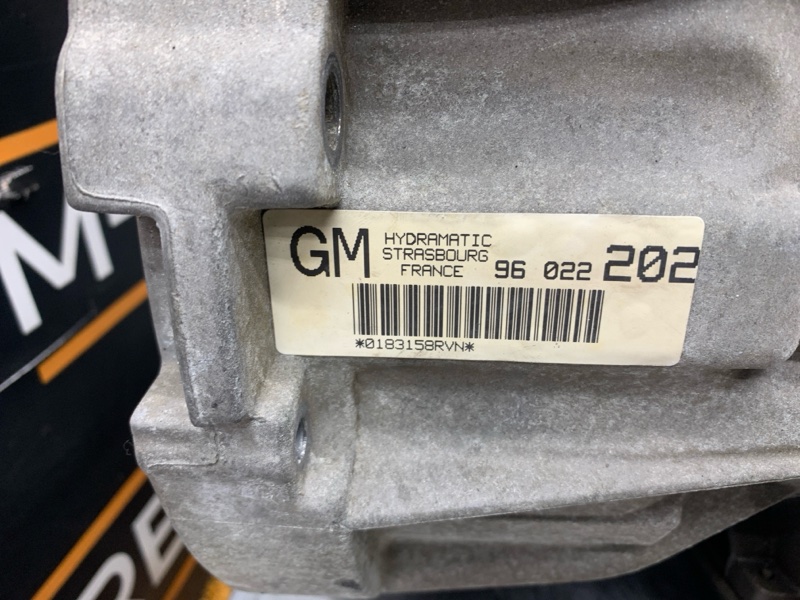 GM HYDRAMATIC
STRASBOURG
FRANCE 96 022 202
*0183158RVN*